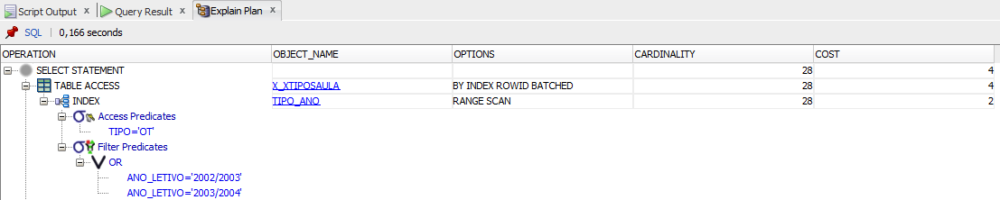 Script Output x Query Result x Explain Plan x
SQL | 0,166 seconds
OPERATION OBJECT_NAME OPTIONS CARDINALITY COST
SELECT STATEMENT 28 4
TABLE ACCESS X_XTIPOSAULA BY INDEX ROWID BATCHED 28 4
INDEX TIPO_ANO RANGE SCAN 28 2
Access Predicates
TIPO='OT'
Filter Predicates
OR
ANO_LETIVO='2002/2003'
ANO_LETIVO='2003/2004'